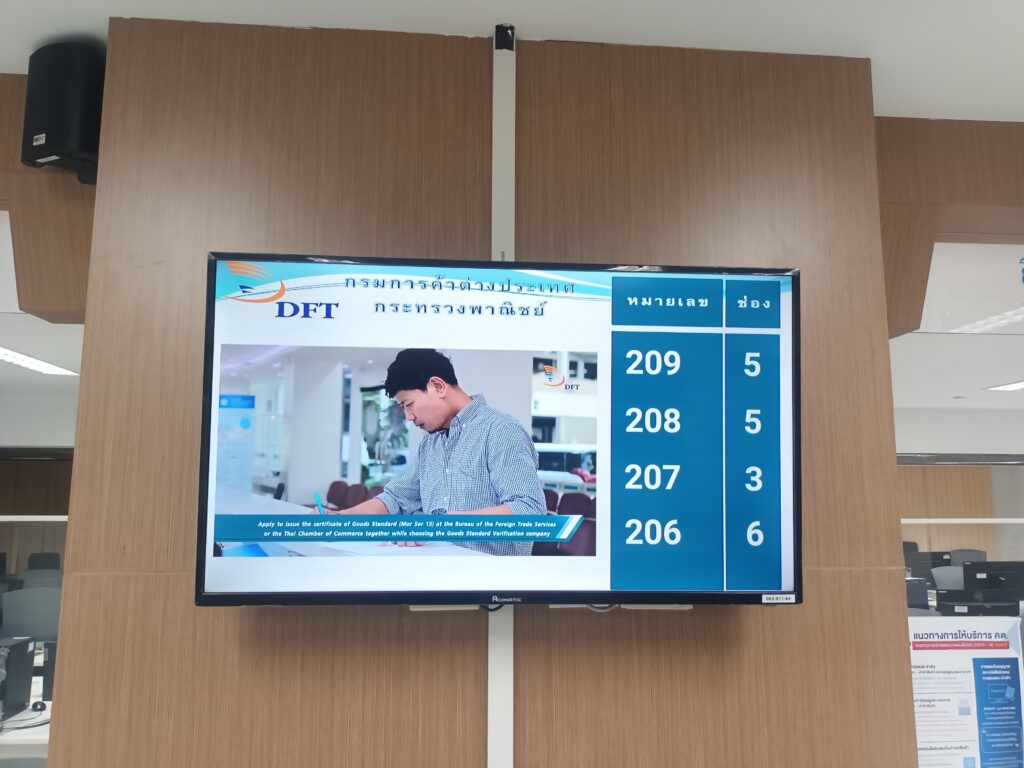 กรมการค้าต่างประเทศ
กระทรวงพาณิชย์
DFT
หมายเลข ช่อง
209 5
208 5
207 3
206 6
DFT
Apply to issue the certificate of Goods Standard (Mor Sor 13) at the Bureau of the Foreign Trade Services
or the Thai Chamber of Commerce together while choosing the Goods Standard Verification company
ACONATIC
แนวทางการให้บริการ คต.